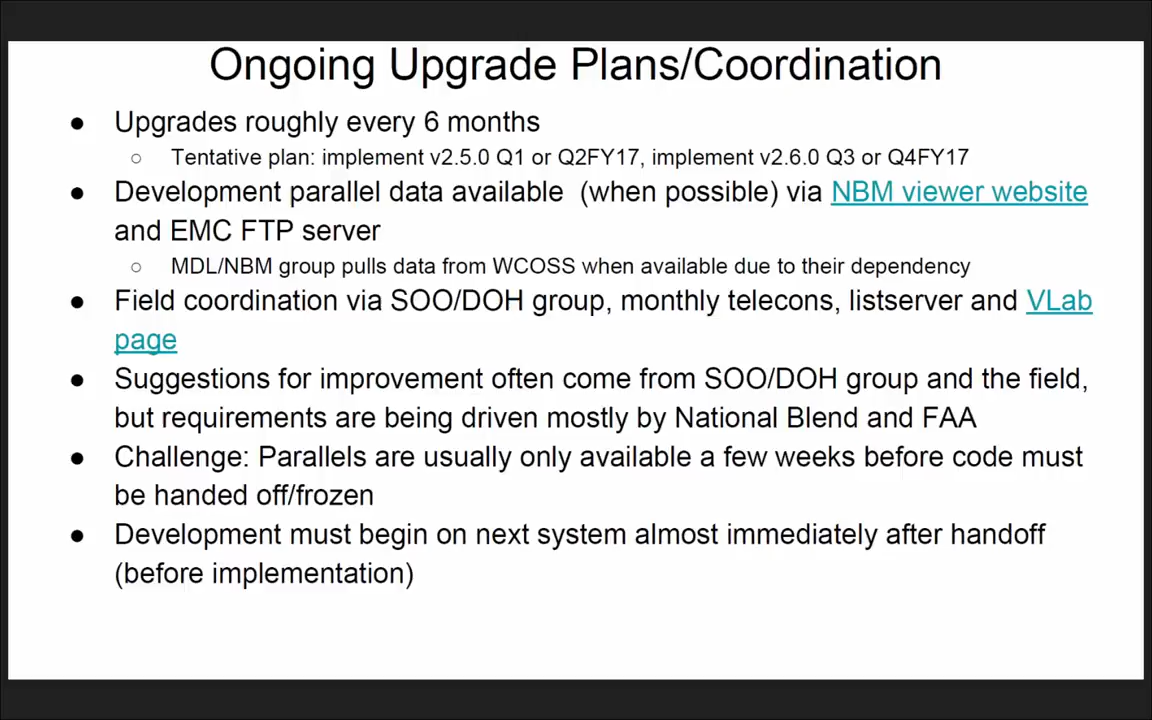 Ongoing Upgrade Plans/Coordination
● Upgrades roughly every 6 months
○ Tentative plan: implement v2.5.0 Q1 or Q2FY17, implement v2.6.0 Q3 or Q4FY17
● Development parallel data available (when possible) via NBM viewer website
and EMC FTP server
○ MDL/NBM group pulls data from WCOSS when available due to their dependency
● Field coordination via SOO/DOH group, monthly telecons, listserver and VLab
page
● Suggestions for improvement often come from SOO/DOH group and the field,
but requirements are being driven mostly by National Blend and FAA
● Challenge: Parallels are usually only available a few weeks before code must
be handed off/frozen
● Development must begin on next system almost immediately after handoff
(before implementation)